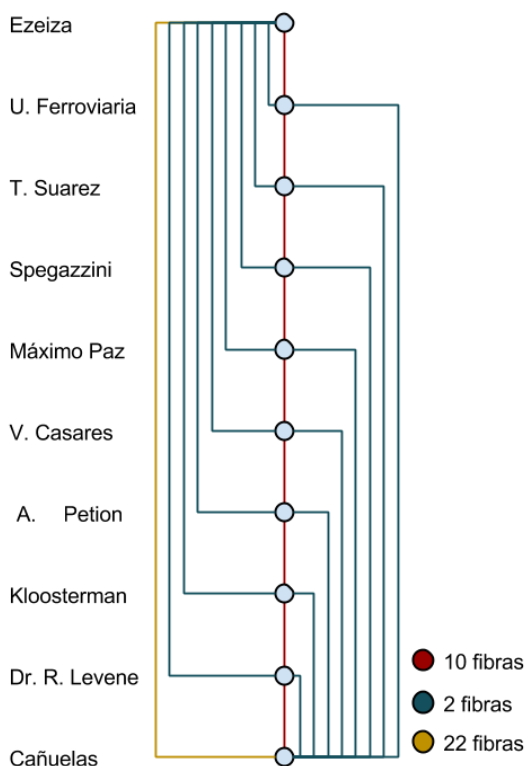 Ezeiza
U. Ferroviaria
T. Suarez
Spegazzini
Máximo Paz
V. Casares
A. Petion
Kloosterman
Dr. R. Levene
Cañuelas
10 fibras
2 fibras
22 fibras